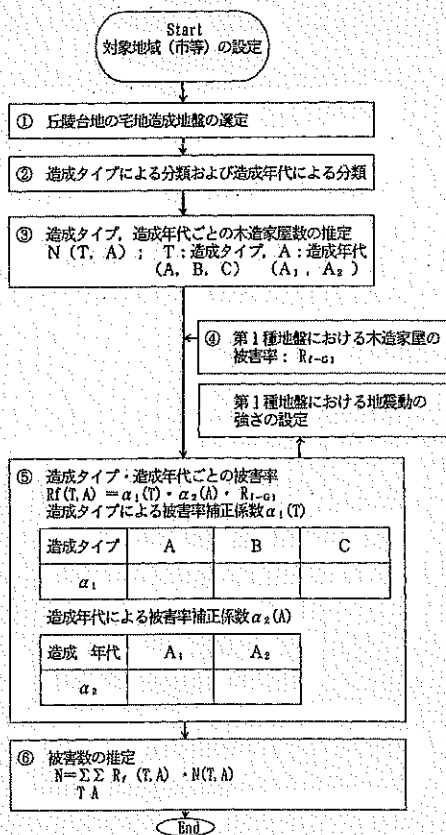 Start
対象地域（市等）の設定
① 丘陵台地の宅地造成地盤の選定
② 造成タイプによる分類および造成年代による分類
③ 造成タイプ，造成年代ごとの木造家屋数の推定
N（T，A）； T：造成タイプ，A：造成年代
（A，B，C） （A₁，A₂）
④ 第1種地盤における木造家屋の
被害率：R_f-G1
第1種地盤における地震動の
強さの設定
⑤ 造成タイプ・造成年代ごとの被害率
Rf(T,A) ＝α₁(T)・α₂(A)・R_f-G1
造成タイプによる被害率補正係数α₁(T)
造成タイプ A B C
α₁
造成年代による被害率補正係数α₂(A)
造成 年代 A₁ A₂
α₂
⑥ 被害数の推定
N＝ΣΣ R_f (T,A) ・N(T,A)
T A
End